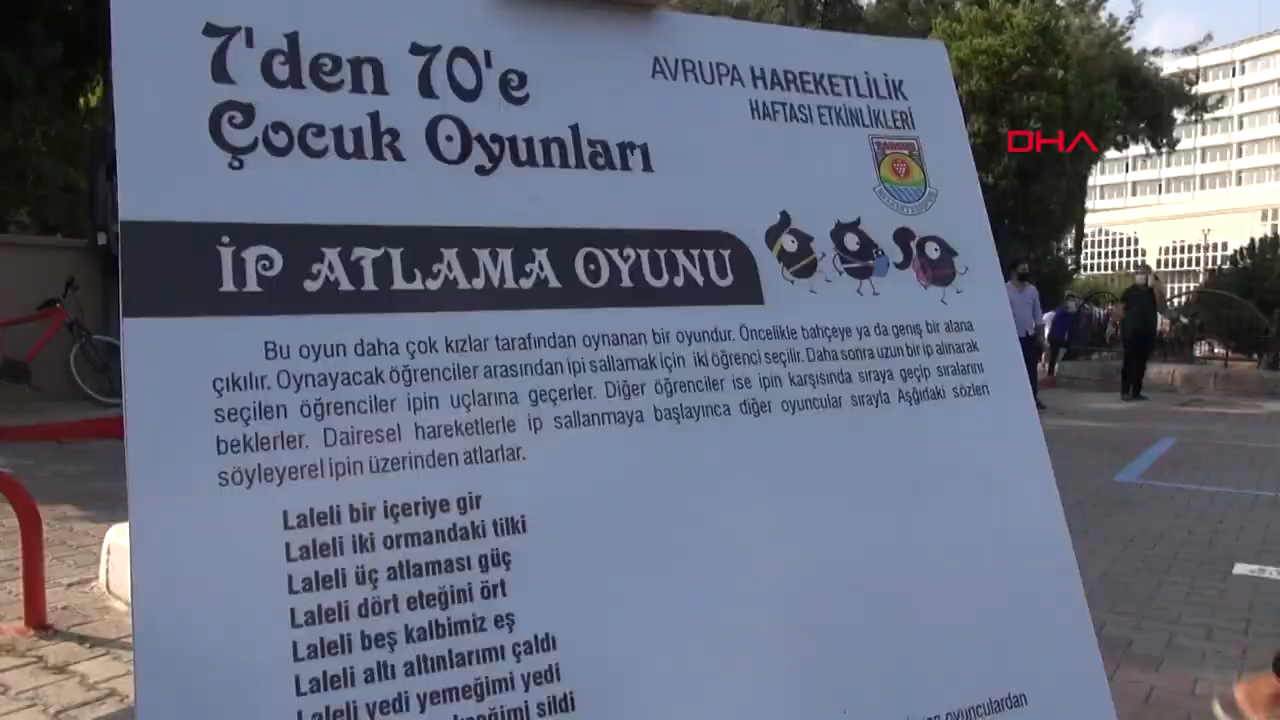 7'den 70'e
Çocuk Oyunları
AVRUPA HAREKETLİLİK
HAFTASI ETKİNLİKLERİ
DHA
TARSUS
İP ATLAMA OYUNU
Bu oyun daha çok kızlar tarafından oynanan bir oyundur. Öncelikle bahçeye ya da geniş bir alana
çıkılır. Oynayacak öğrenciler arasından ipi sallamak için iki öğrenci seçilir. Daha sonra uzun bir ip alınarak
seçilen öğrenciler ipin uçlarına geçerler. Diğer öğrenciler ise ipin karşısında sıraya geçip sıralarını
beklerler. Dairesel hareketlerle ip sallanmaya başlayınca diğer oyuncular sırayla Aşğıdaki sözleri
söyleyerel ipin üzerinden atlarlar.
Laleli bir içeriye gir
Laleli iki ormandaki tilki
Laleli üç atlaması güç
Laleli dört eteğini ört
Laleli beş kalbimiz eş
Laleli altı altınlarımı çaldı
Laleli yedi yemeğimi yedi
sildi
oyunculardan